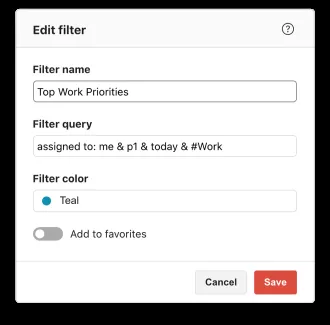 Edit filter
?
Filter name
Top Work Priorities
Filter query
assigned to: me & p1 & today & #Work
Filter color
Teal
Add to favorites
Cancel Save